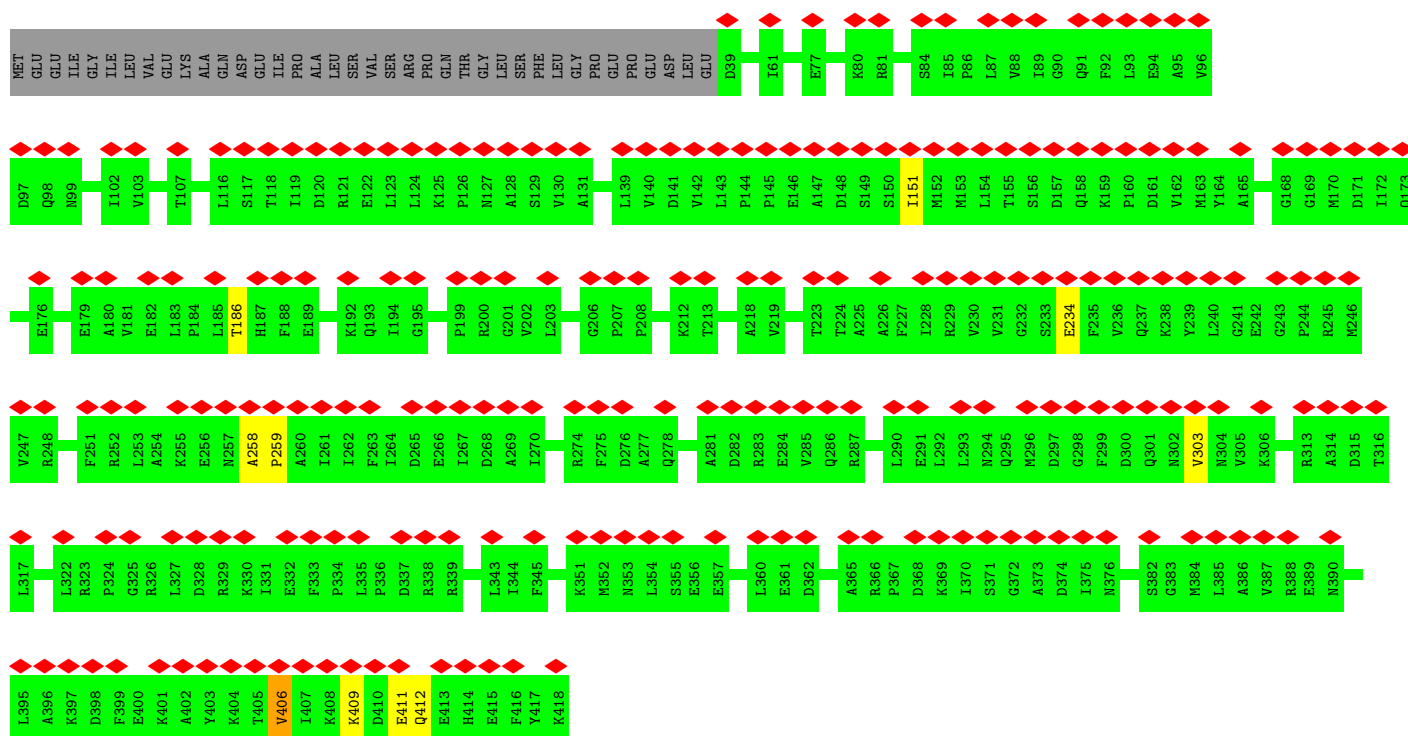 MET GLU GLU ILE GLY ILE LEU VAL GLU LYS ALA GLN ASP GLU ILE PRO ALA LEU SER VAL SER ARG PRO GLN THR GLY LEU SER PHE LEU GLY PRO GLU PRO GLU ASP LEU GLU D39 I61 E77 K80 R81 S84 I85 P86 L87 V88 I89 G90 Q91 F92 L93 E94 A95 V96
D97 Q98 N99 I102 V103 T107 L116 S117 T118 I119 D120 R121 E122 L123 L124 K125 P126 N127 A128 S129 V130 A131 L139 V140 D141 V142 L143 P144 P145 E146 A147 D148 S149 S150 I151 M152 M153 L154 T155 S156 D157 Q158 K159 P160 D161 V162 M163 Y164 A165 G168 G169 M170 D171 I172 Q173
E176 E179 A180 V181 E182 L183 P184 L185 T186 H187 F188 E189 K192 Q193 I194 G195 P199 R200 G201 V202 L203 G206 P207 P208 K212 T213 A218 V219 T223 T224 A225 A226 F227 I228 R229 V230 V231 G232 S233 E234 F235 V236 Q237 K238 Y239 L240 G241 E242 G243 P244 R245 M246
V247 R248 F251 R252 L253 A254 K255 E256 N257 A258 P259 A260 I261 I262 F263 I264 D265 E266 I267 D268 A269 I270 R274 F275 D276 A277 Q278 A281 D282 R283 E284 V285 Q286 R287 L290 E291 L292 L293 N294 Q295 M296 D297 G298 F299 D300 Q301 N302 V303 N304 V305 K306 R313 A314 D315 T316
L317 L322 R323 P324 G325 R326 L327 D328 R329 K330 I331 E332 F333 P334 L335 P336 D337 R338 R339 L343 I344 F345 K351 M352 N353 L354 S355 E356 E357 L360 E361 D362 A365 R366 P367 D368 K369 I370 S371 G372 A373 D374 I375 N376 S382 G383 M384 L385 A386 V387 R388 E389 N390
L395 A396 K397 D398 F399 E400 K401 A402 Y403 K404 T405 V406 I407 K408 K409 D410 E411 Q412 E413 H414 E415 F416 Y417 K418